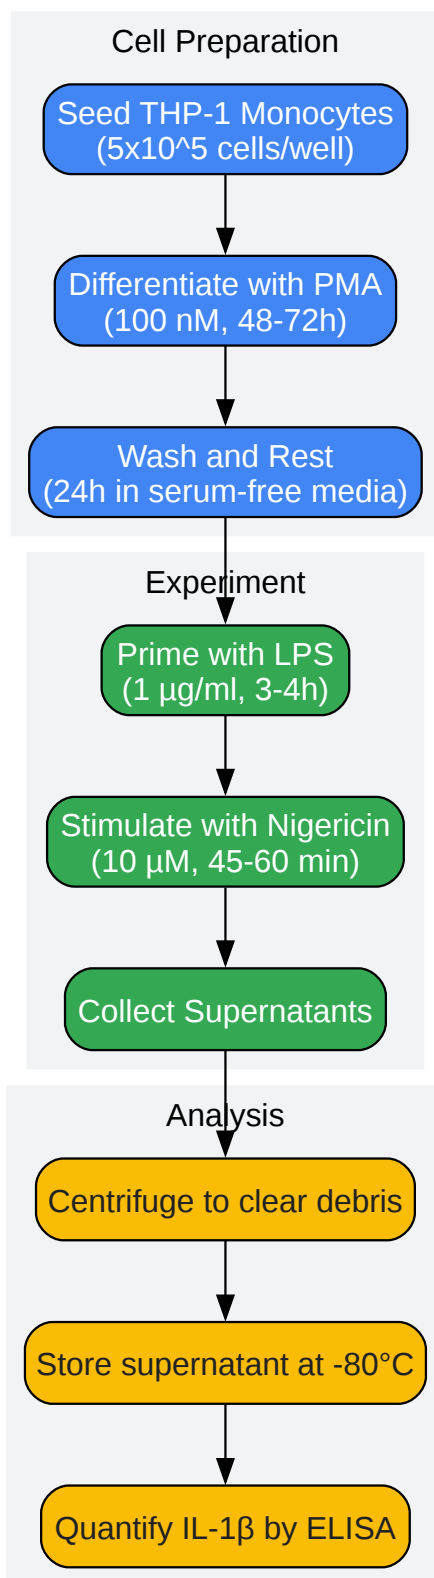 Cell Preparation
Seed THP-1 Monocytes
(5x10^5 cells/well)
Differentiate with PMA
(100 nM, 48-72h)
Wash and Rest
(24h in serum-free media)
Experiment
Prime with LPS
(1 µg/ml, 3-4h)
Stimulate with Nigericin
(10 µM, 45-60 min)
Collect Supernatants
Analysis
Centrifuge to clear debris
Store supernatant at -80°C
Quantify IL-1β by ELISA